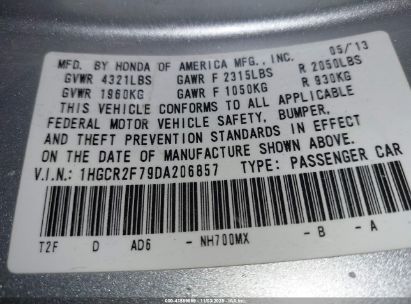 MFD. BY HONDA OF AMERICA MFG., INC. 05/13
GVWR 4321LBS GAWR F 2315LBS R 2050LBS
GVWR 1960KG GAWR F 1050KG R 930KG
THIS VEHICLE CONFORMS TO ALL APPLICABLE
FEDERAL MOTOR VEHICLE SAFETY, BUMPER,
AND THEFT PREVENTION STANDARDS IN EFFECT
ON THE DATE OF MANUFACTURE SHOWN ABOVE.
V.I.N.: 1HGCR2F79DA206857 TYPE: PASSENGER CAR
T2F D AD6 - NH700MX - B - A